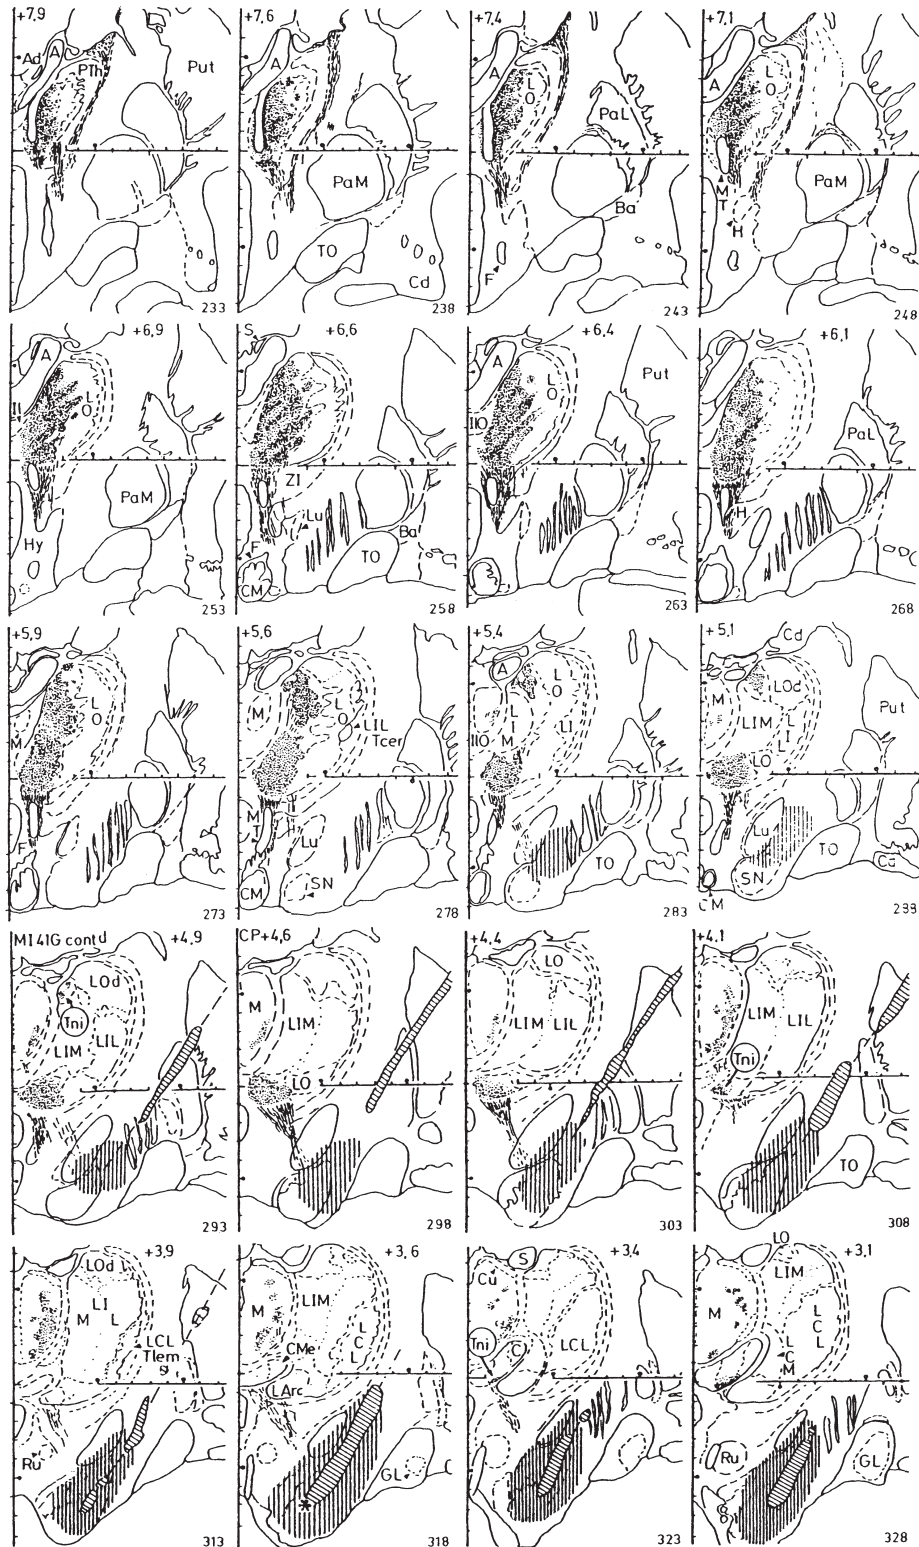 +7,9
Ad A
PTh
Put
233
+7,6
A
PaM
TO
Cd
238
+7,4
A
L
O
PaL
Ba
F
243
+7,1
A
L
O
PaM
M
T
H
248
+6,9
A
Il
L
O
PaM
Hy
253
S
+6,6
L
O
ZI
Lu
F
Ba
TO
CM
258
+6,4
A
L
O
Put
IIO
263
+6,1
L
O
PaL
H
268
+5,9
L
O
M
F
273
+5,6
M
L
O
LIL
Tcer
M
T
H
Lu
SN
CM
278
+5,4
A
L
O
IIO
L
I
M
LI
TO
283
+5,1
Cd
M
LOd
LIM
L
I
L
LO
Put
Lu
TO
SN
Cd
CM
288
MI41G contd
+4,9
LOd
Tni
LIM
LIL
293
CP+4,6
M
LIM
LO
298
+4,4
LO
LIM
LIL
303
+4,1
LIM
LIL
Tni
TO
308
+3,9
LOd
LI
M L
LCL
Tlem
sl
Ru
313
+3,6
M
LIM
L
C
L
CMe
LArc
GL
*
318
+3,4
S
Cu
Tni
C
LCL
323
LO
+3,1
LIM
M
L
C
L
L
C
M
Ru
GL
328